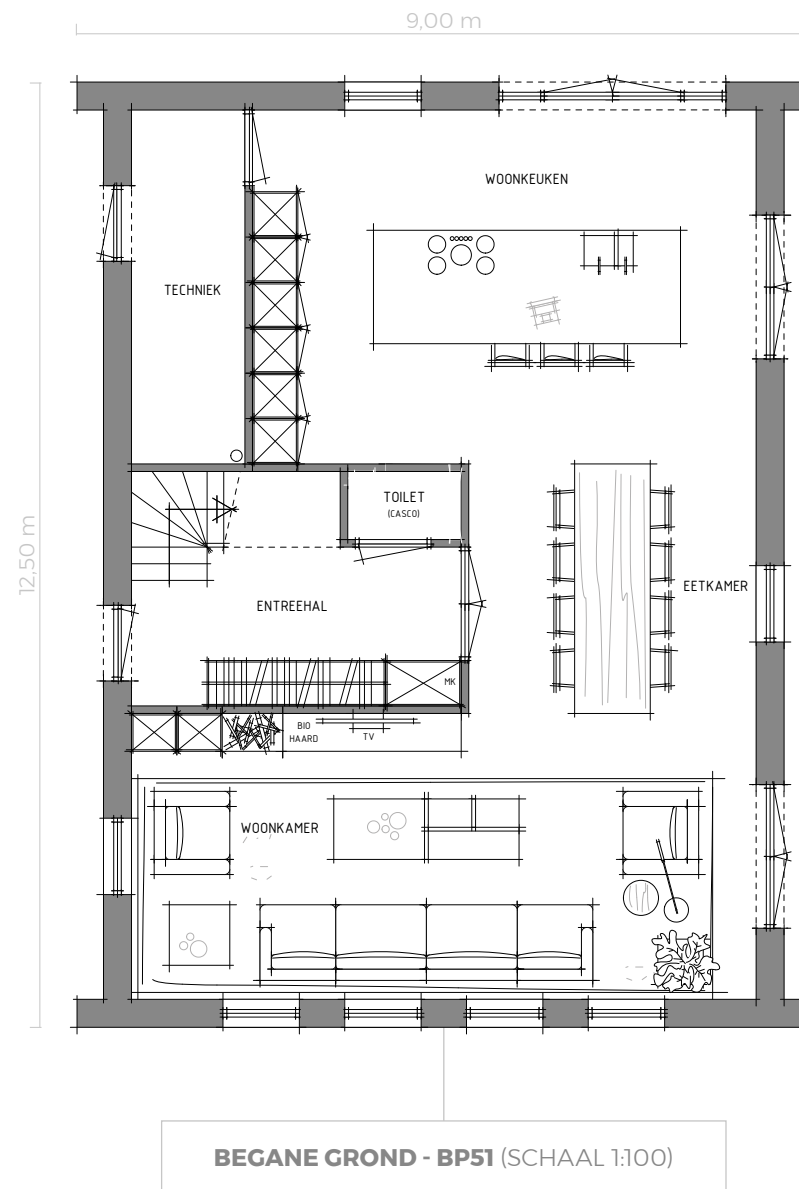 9,00 m
12,50 m
WOONKEUKEN
TECHNIEK
TOILET
(CASCO)
EETKAMER
ENTREEHAL
MK
BIO
HAARD
TV
WOONKAMER
BEGANE GROND - BP51 (SCHAAL 1:100)